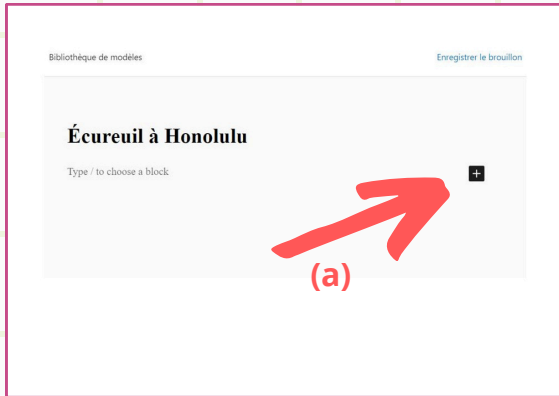 Bibliothèque de modèles
Enregistrer le brouillon
Écureuil à Honolulu
Type / to choose a block
(a)